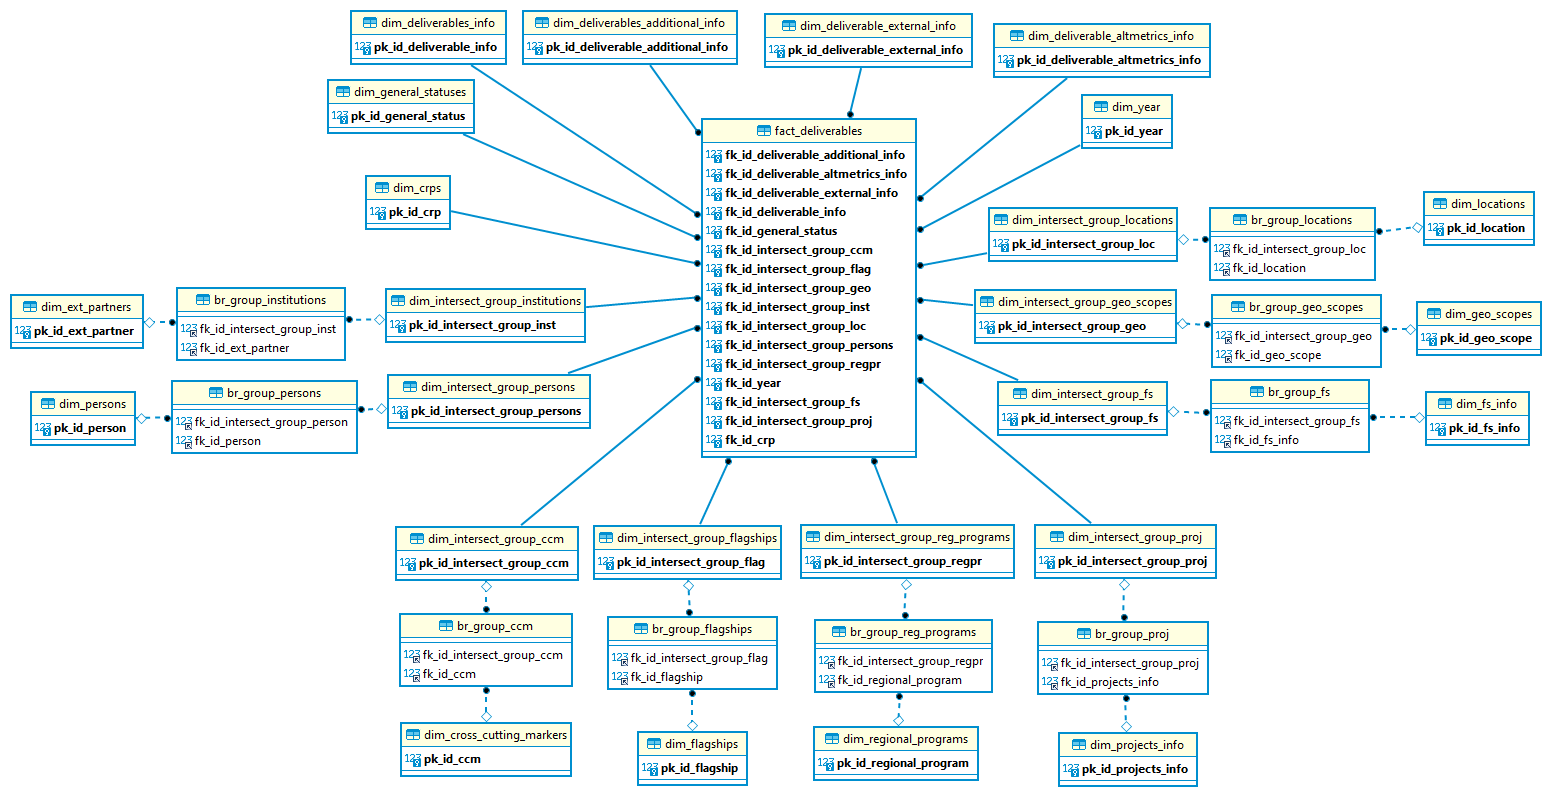 dim_deliverables_info
123 pk_id_deliverable_info
dim_deliverables_additional_info
123 pk_id_deliverable_additional_info
dim_deliverable_external_info
123 pk_id_deliverable_external_info
dim_deliverable_altmetrics_info
123 pk_id_deliverable_altmetrics_info
dim_general_statuses
123 pk_id_general_status
dim_year
123 pk_id_year
dim_crps
123 pk_id_crp
fact_deliverables
123 fk_id_deliverable_additional_info
123 fk_id_deliverable_altmetrics_info
123 fk_id_deliverable_external_info
123 fk_id_deliverable_info
123 fk_id_general_status
123 fk_id_intersect_group_ccm
123 fk_id_intersect_group_flag
123 fk_id_intersect_group_geo
123 fk_id_intersect_group_inst
123 fk_id_intersect_group_loc
123 fk_id_intersect_group_persons
123 fk_id_intersect_group_regpr
123 fk_id_year
123 fk_id_intersect_group_fs
123 fk_id_intersect_group_proj
123 fk_id_crp
dim_intersect_group_locations
123 pk_id_intersect_group_loc
br_group_locations
123 fk_id_intersect_group_loc
123 fk_id_location
dim_locations
123 pk_id_location
dim_ext_partners
123 pk_id_ext_partner
br_group_institutions
123 fk_id_intersect_group_inst
123 fk_id_ext_partner
dim_intersect_group_institutions
123 pk_id_intersect_group_inst
dim_intersect_group_geo_scopes
123 pk_id_intersect_group_geo
br_group_geo_scopes
123 fk_id_intersect_group_geo
123 fk_id_geo_scope
dim_geo_scopes
123 pk_id_geo_scope
dim_persons
123 pk_id_person
br_group_persons
123 fk_id_intersect_group_person
123 fk_id_person
dim_intersect_group_persons
123 pk_id_intersect_group_persons
dim_intersect_group_fs
123 pk_id_intersect_group_fs
br_group_fs
123 fk_id_intersect_group_fs
123 fk_id_fs_info
dim_fs_info
123 pk_id_fs_info
dim_intersect_group_ccm
123 pk_id_intersect_group_ccm
dim_intersect_group_flagships
123 pk_id_intersect_group_flag
dim_intersect_group_reg_programs
123 pk_id_intersect_group_regpr
dim_intersect_group_proj
123 pk_id_intersect_group_proj
br_group_ccm
123 fk_id_intersect_group_ccm
123 fk_id_ccm
br_group_flagships
123 fk_id_intersect_group_flag
123 fk_id_flagship
br_group_reg_programs
123 fk_id_intersect_group_regpr
123 fk_id_regional_program
br_group_proj
123 fk_id_intersect_group_proj
123 fk_id_projects_info
dim_cross_cutting_markers
123 pk_id_ccm
dim_flagships
123 pk_id_flagship
dim_regional_programs
123 pk_id_regional_program
dim_projects_info
123 pk_id_projects_info